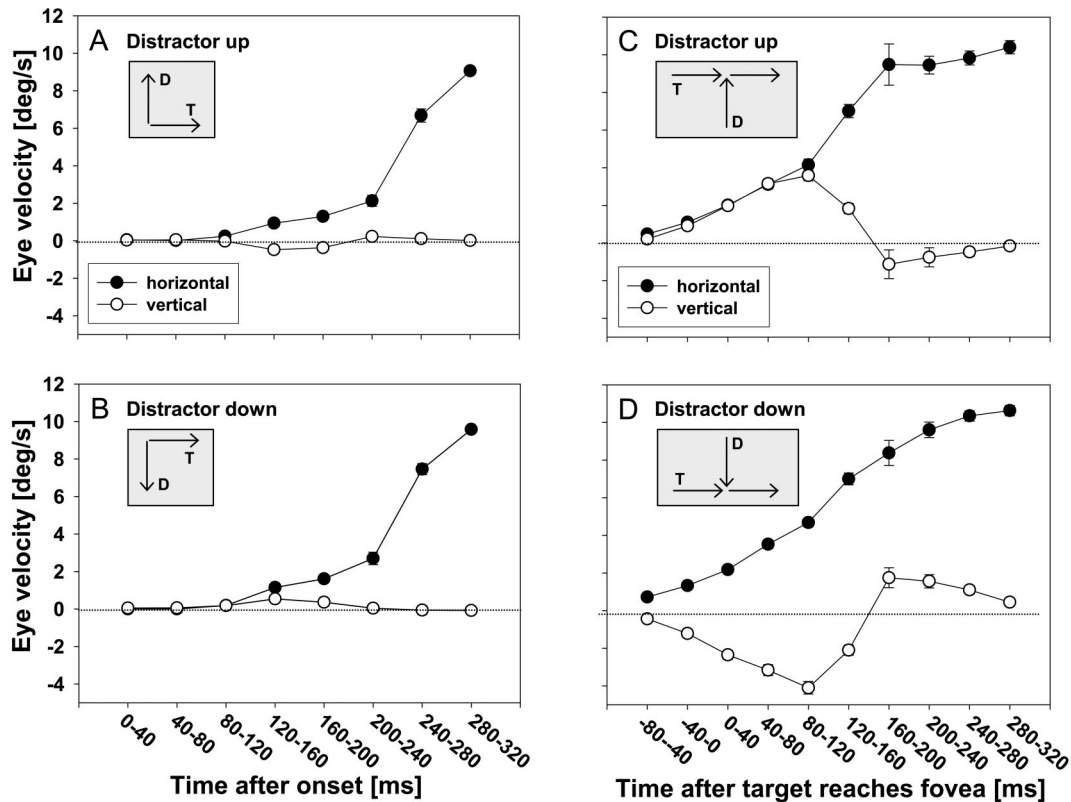 A Distractor up
D
T
Eye velocity [deg/s]
12
10
8
6
4
2
0
-2
-4
horizontal
vertical
C Distractor up
T
D
horizontal
vertical
B Distractor down
T
D
Eye velocity [deg/s]
12
10
8
6
4
2
0
-2
-4
0-40
40-80
80-120
120-160
160-200
200-240
240-280
280-320
Time after onset [ms]
D Distractor down
D
T
-80--40
-40-0
0-40
40-80
80-120
120-160
160-200
200-240
240-280
280-320
Time after target reaches fovea [ms]